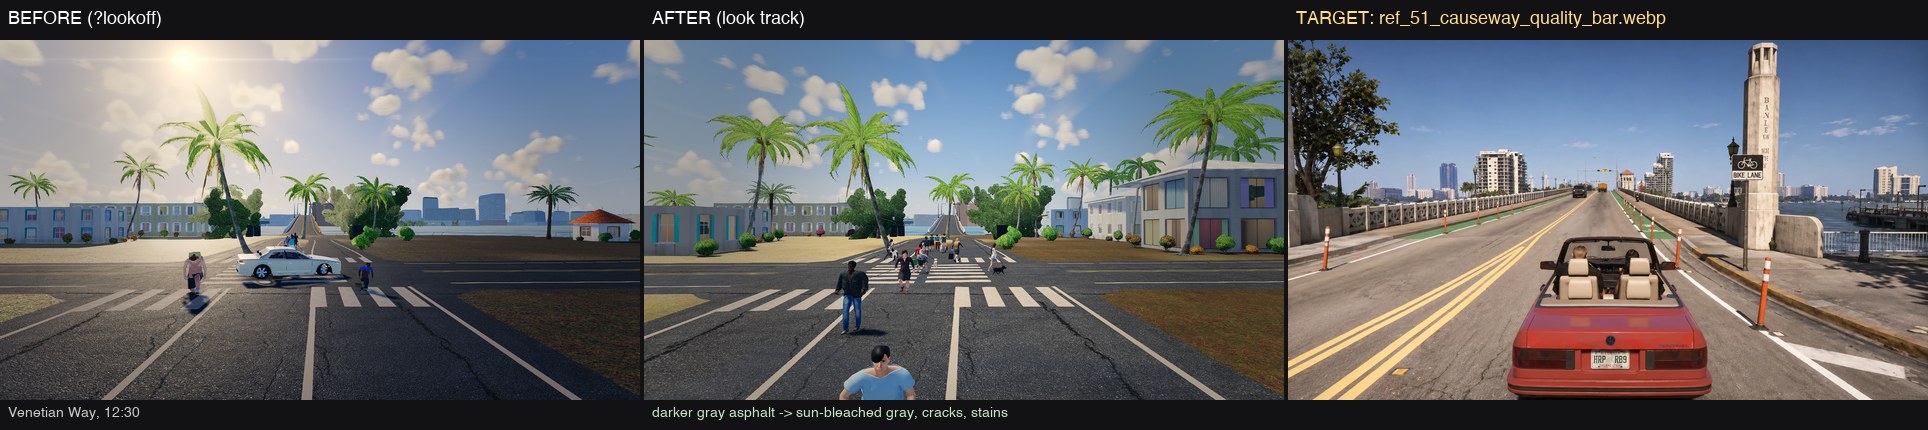 BEFORE (?lookoff)
AFTER (look track)
TARGET: ref_51_causeway_quality_bar.webp
BIKE LANE
Venetian Way, 12:30
darker gray asphalt -> sun-bleached gray, cracks, stains